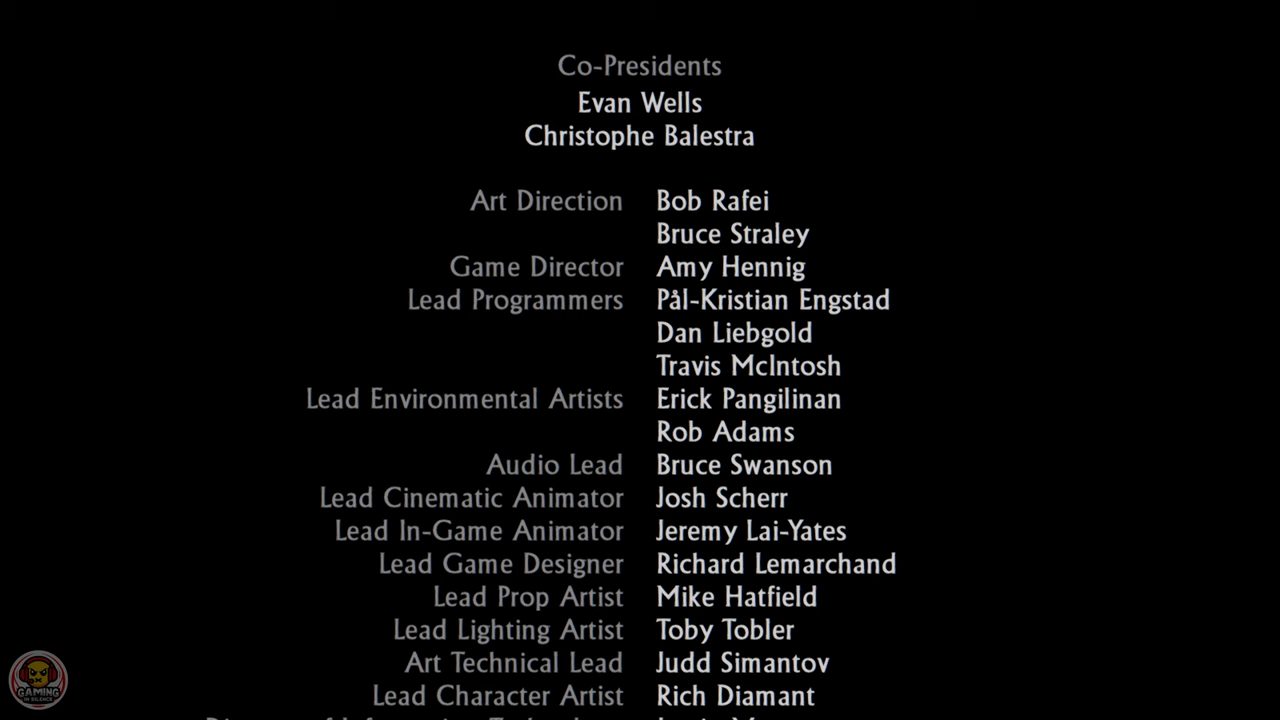 Co-Presidents
Evan Wells
Christophe Balestra
Art Direction Bob Rafei
Bruce Straley
Game Director Amy Hennig
Lead Programmers Pål-Kristian Engstad
Dan Liebgold
Travis McIntosh
Lead Environmental Artists Erick Pangilinan
Rob Adams
Audio Lead Bruce Swanson
Lead Cinematic Animator Josh Scherr
Lead In-Game Animator Jeremy Lai-Yates
Lead Game Designer Richard Lemarchand
Lead Prop Artist Mike Hatfield
Lead Lighting Artist Toby Tobler
Art Technical Lead Judd Simantov
Lead Character Artist Rich Diamant
GAMING
IN SILENCE